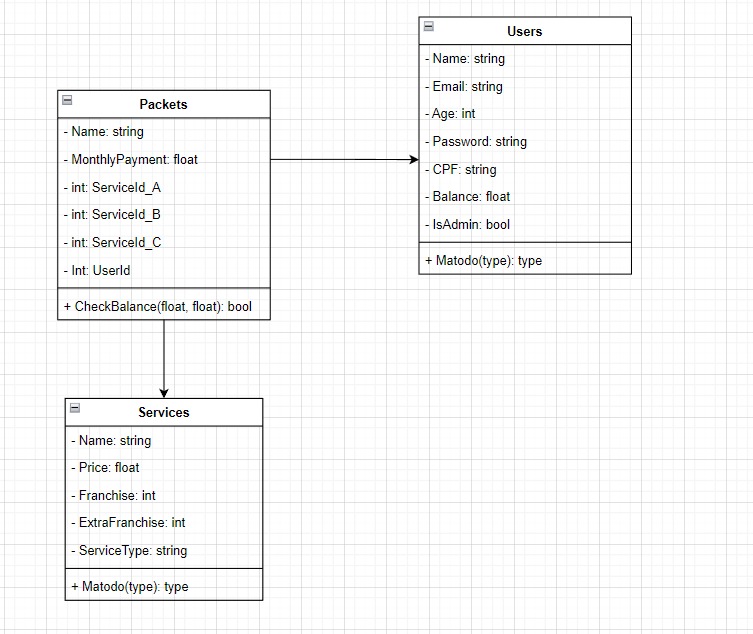 Packets
- Name: string
- MonthlyPayment: float
- int: ServiceId_A
- int: ServiceId_B
- int: ServiceId_C
- Int: UserId
+ CheckBalance(float, float): bool
Users
- Name: string
- Email: string
- Age: int
- Password: string
- CPF: string
- Balance: float
- IsAdmin: bool
+ Matodo(type): type
Services
- Name: string
- Price: float
- Franchise: int
- ExtraFranchise: int
- ServiceType: string
+ Matodo(type): type